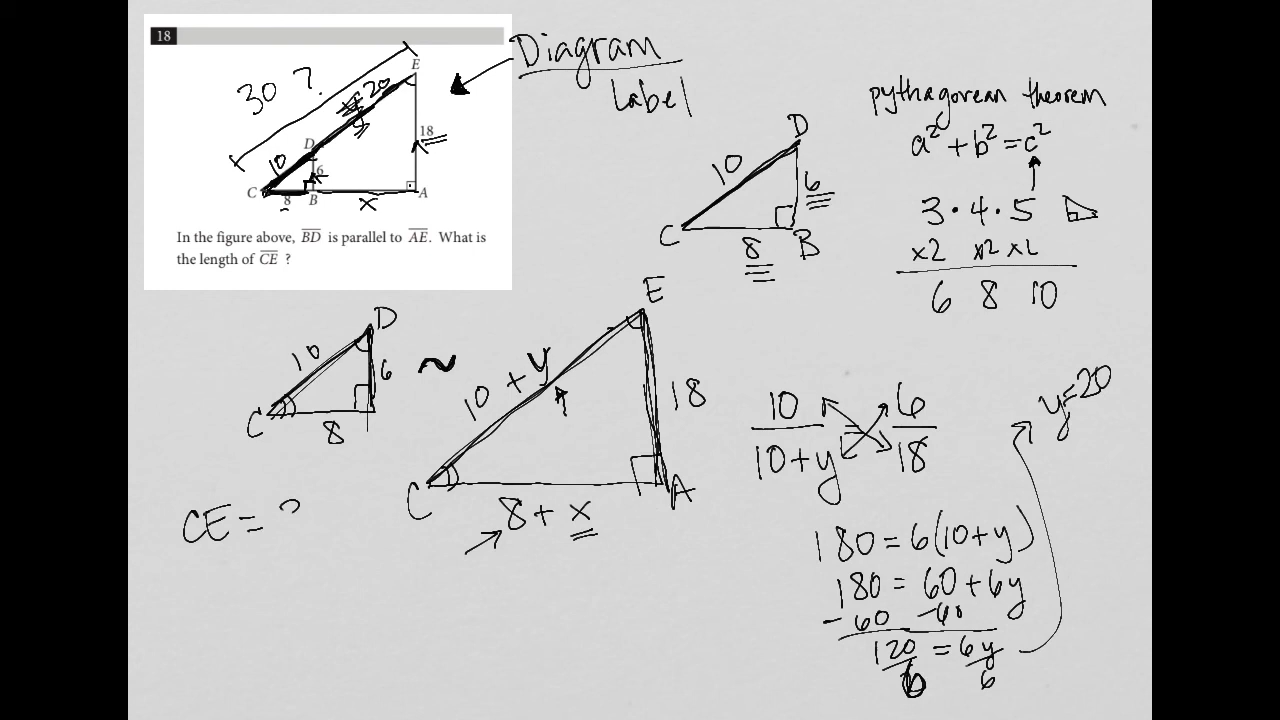 18
30 ?
E
20
18
D
10
6
C
8
B
x
A
In the figure above, BD is parallel to AE. What is
the length of CE ?
Diagram
label
D
10
6
C
8
B
pythagorean theorem
a² + b² = c²
3 · 4 · 5
x2 x2 x2
6 8 10
D
10
6
C
8
~
E
10 + y
18
C
A
8 + x
CE = ?
10/10+y = 6/18
180 = 6(10+y)
180 = 60 + 6y
-60 -60
120/6 = 6y/6
y=20